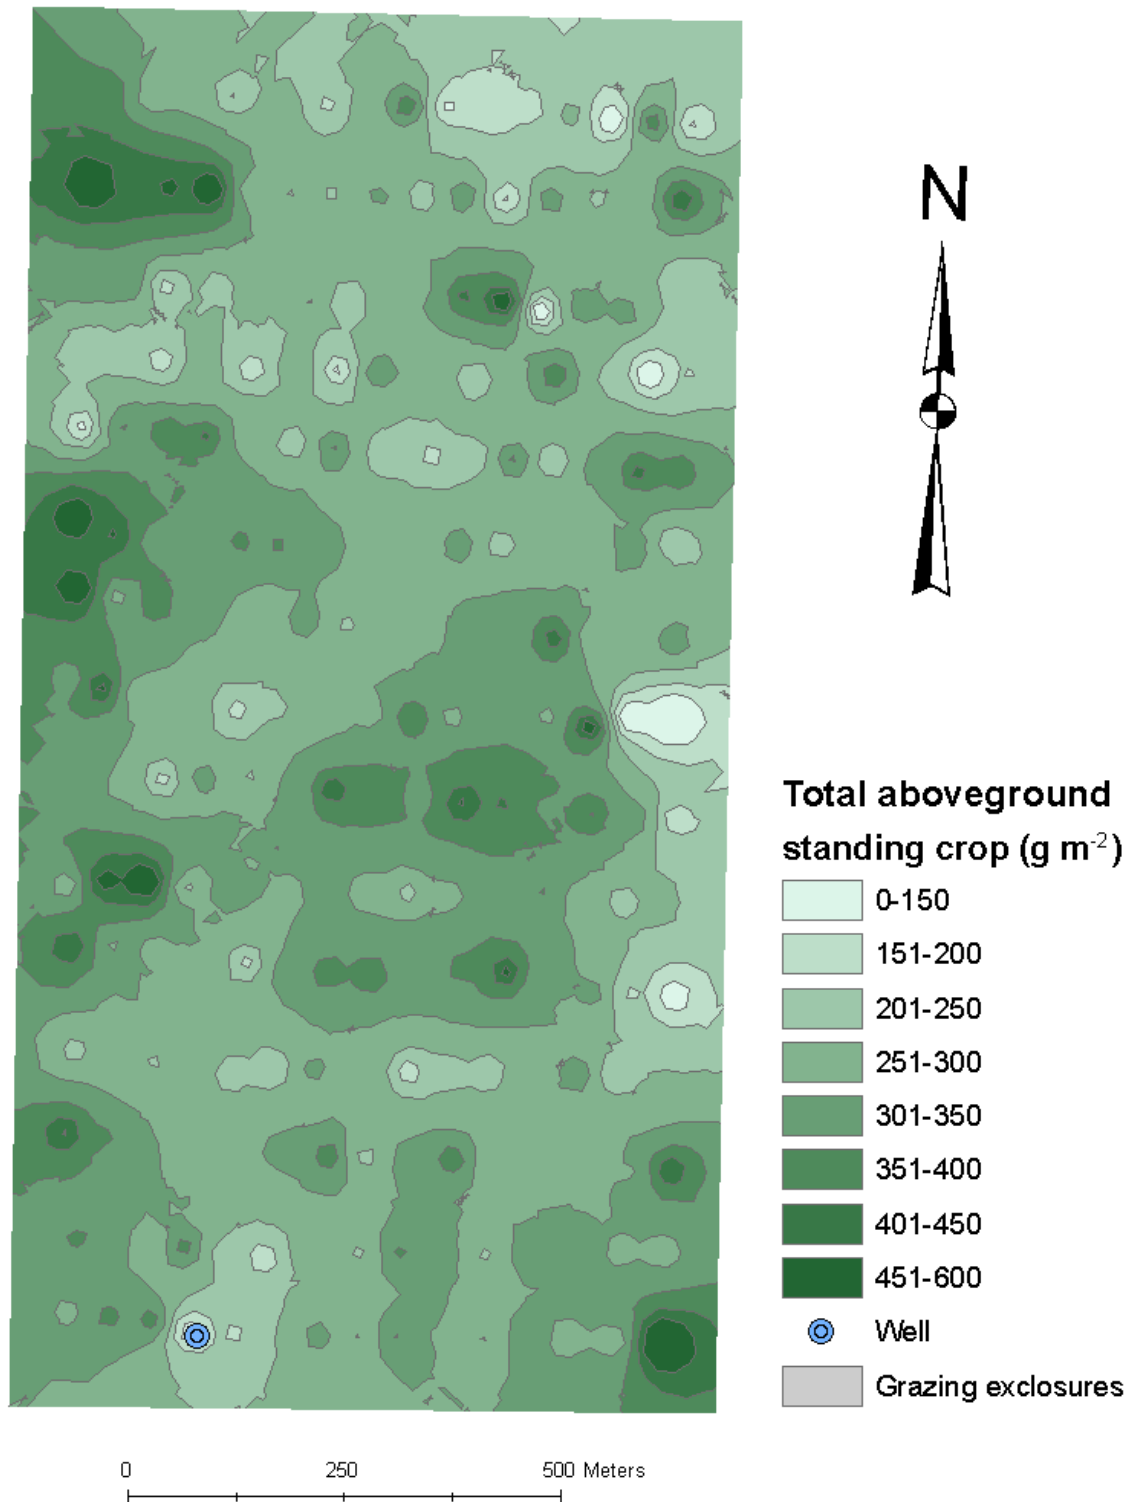 N
Total aboveground
standing crop (g m-2)
0-150
151-200
201-250
251-300
301-350
351-400
401-450
451-600
Well
Grazing exclosures
0 250 500 Meters